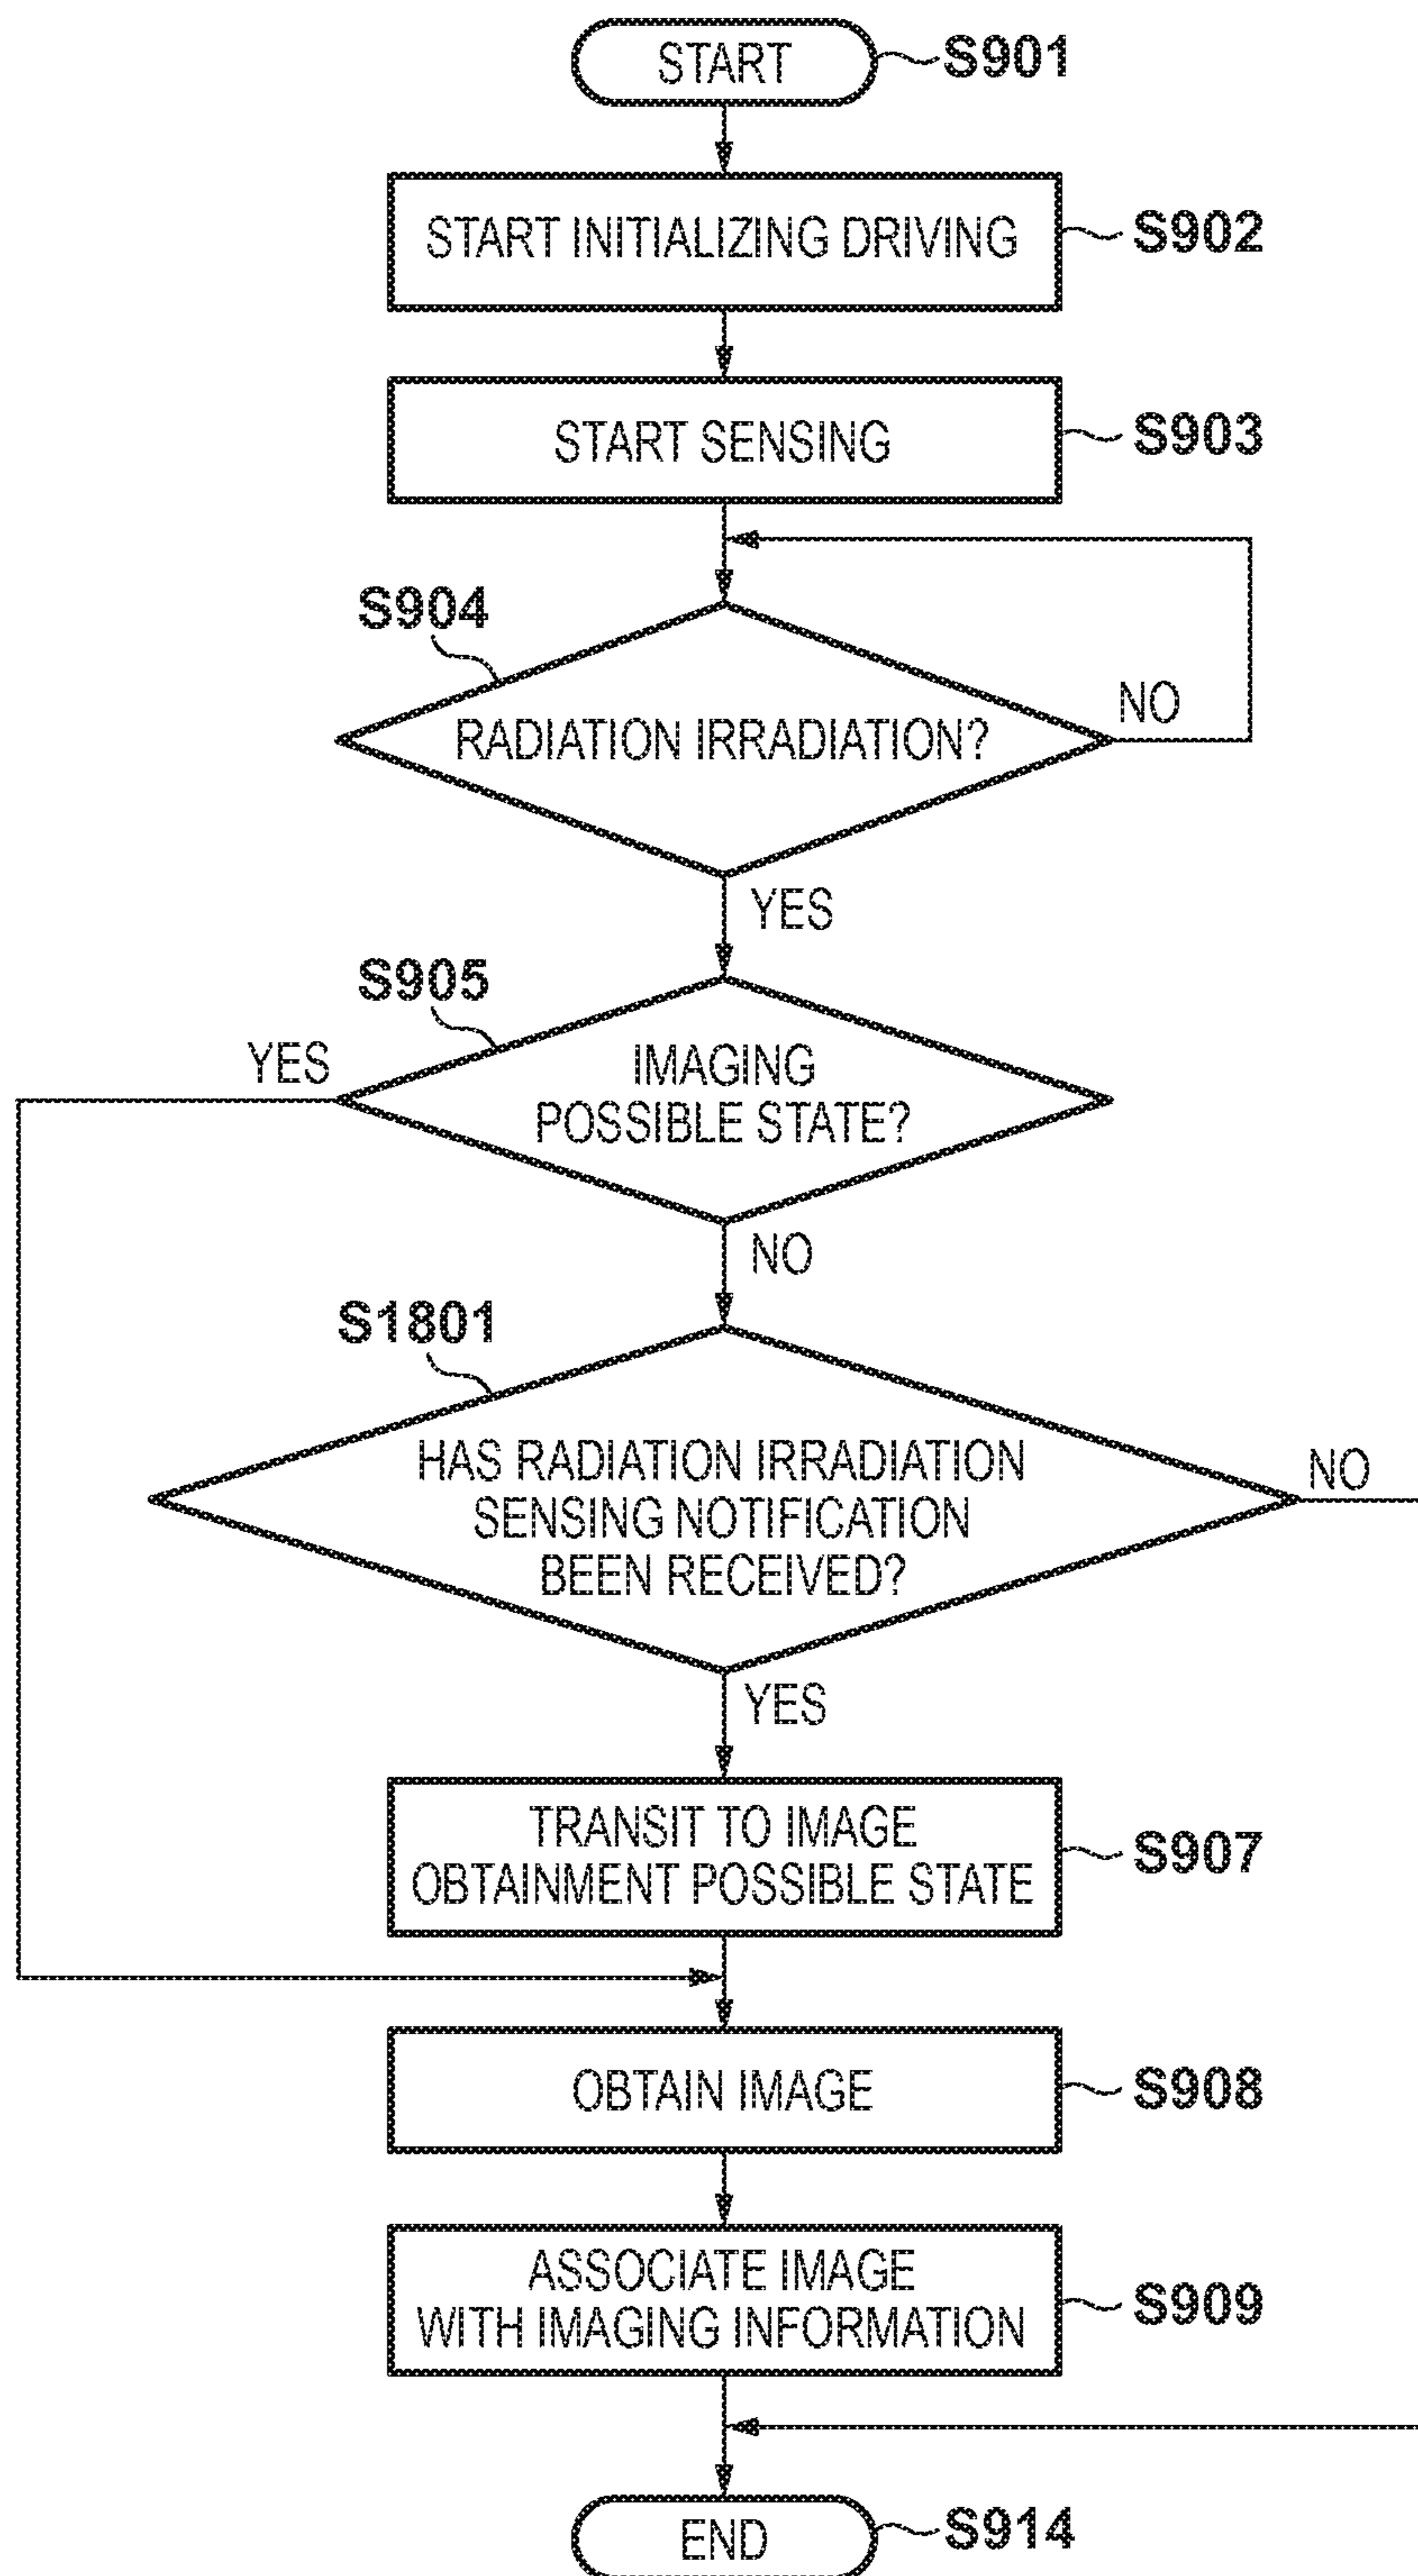 START
S901
START INITIALIZING DRIVING
S902
START SENSING
S903
S904
RADIATION IRRADIATION?
NO
YES
S905
YES
IMAGING
POSSIBLE STATE?
NO
S1801
HAS RADIATION IRRADIATION
SENSING NOTIFICATION
BEEN RECEIVED?
NO
YES
TRANSIT TO IMAGE
OBTAINMENT POSSIBLE STATE
S907
OBTAIN IMAGE
S908
ASSOCIATE IMAGE
WITH IMAGING INFORMATION
S909
END
S914